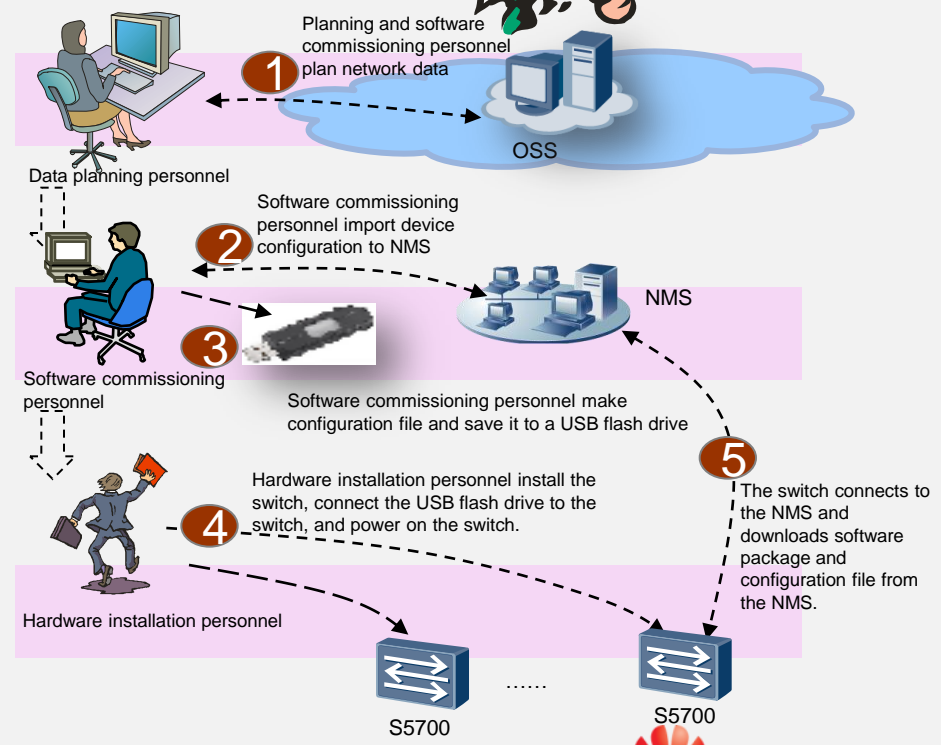 Planning and software
commissioning personnel
plan network data
1
OSS
Data planning personnel
Software commissioning
personnel import device
configuration to NMS
2
NMS
3
Software commissioning
personnel
Software commissioning personnel make
configuration file and save it to a USB flash drive
5
Hardware installation personnel install the
switch, connect the USB flash drive to the
switch, and power on the switch.
4
The switch connects to
the NMS and
downloads software
package and
configuration file from
the NMS.
Hardware installation personnel
......
S5700
S5700